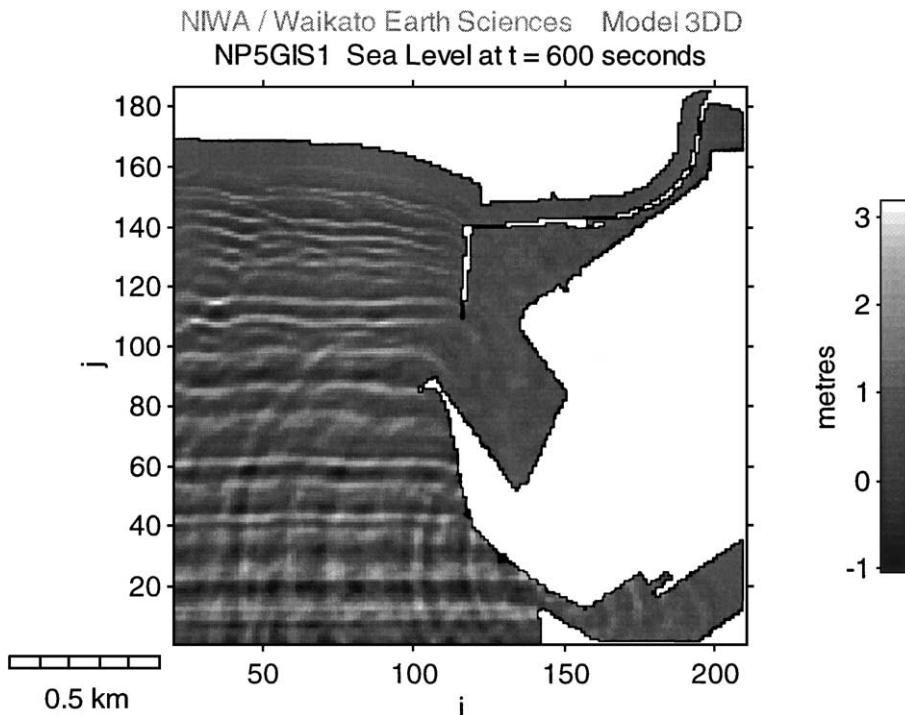 NIWA / Waikato Earth Sciences Model 3DD
NP5GIS1 Sea Level at t = 600 seconds
180
160
140
120
100
80
60
40
20
j
50 100 150 200
i
0.5 km
3
2
1
0
-1
metres